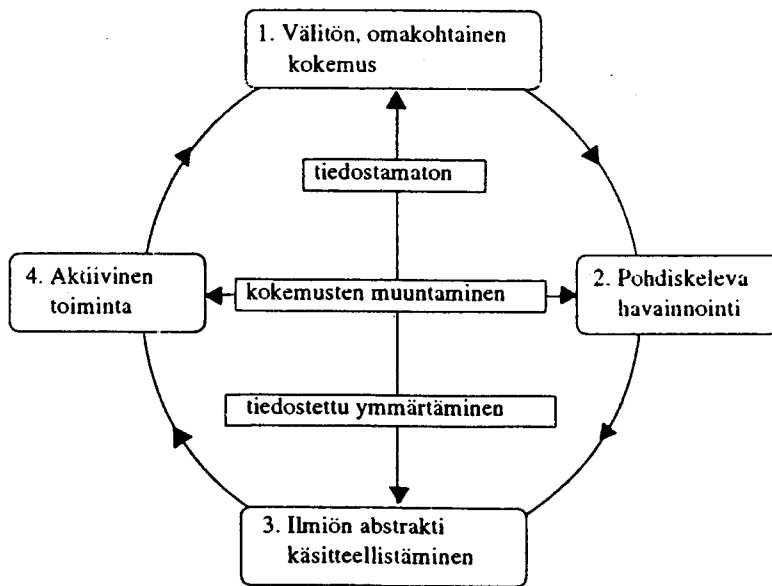 1. Välitön, omakohtainen
kokemus
tiedostamaton
4. Aktiivinen
toiminta
kokemusten muuntaminen
2. Pohdiskeleva
havainnointi
tiedostettu ymmärtäminen
3. Ilmiön abstrakti
käsitteellistäminen